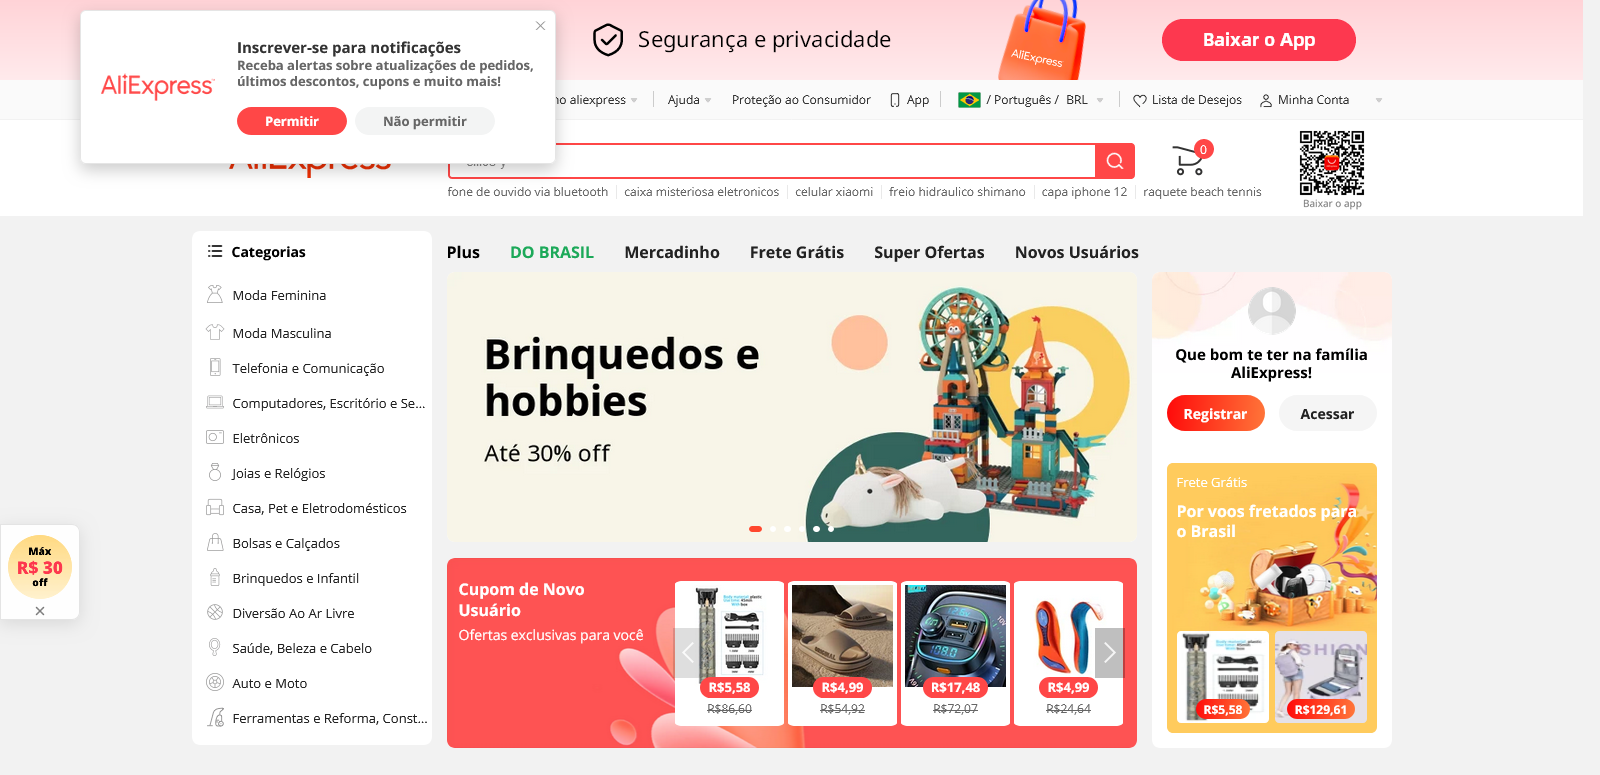 Segurança e privacidade
AliExpress
Baixar o App
AliExpress
Inscrever-se para notificações
Receba alertas sobre atualizações de pedidos,
últimos descontos, cupons e muito mais!
Permitir
Não permitir
no aliexpress
Ajuda
Proteção ao Consumidor
App
/ Português / BRL
Lista de Desejos
Minha Conta
AliExpress
0
fone de ouvido via bluetooth
caixa misteriosa eletronicos
celular xiaomi
freio hidraulico shimano
capa iphone 12
raquete beach tennis
Baixar o app
Categorias
Moda Feminina
Moda Masculina
Telefonia e Comunicação
Computadores, Escritório e Se...
Eletrônicos
Joias e Relógios
Casa, Pet e Eletrodomésticos
Bolsas e Calçados
Brinquedos e Infantil
Diversão Ao Ar Livre
Saúde, Beleza e Cabelo
Auto e Moto
Ferramentas e Reforma, Const...
Plus
DO BRASIL
Mercadinho
Frete Grátis
Super Ofertas
Novos Usuários
Brinquedos e
hobbies
Até 30% off
Cupom de Novo
Usuário
Ofertas exclusivas para você
R$5,58
R$86,60
R$4,99
R$54,92
R$17,48
R$72,07
R$4,99
R$24,64
Que bom te ter na família
AliExpress!
Registrar
Acessar
Frete Grátis
Por voos fretados para
o Brasil
R$5,58
R$129,61
Máx
R$ 30
off